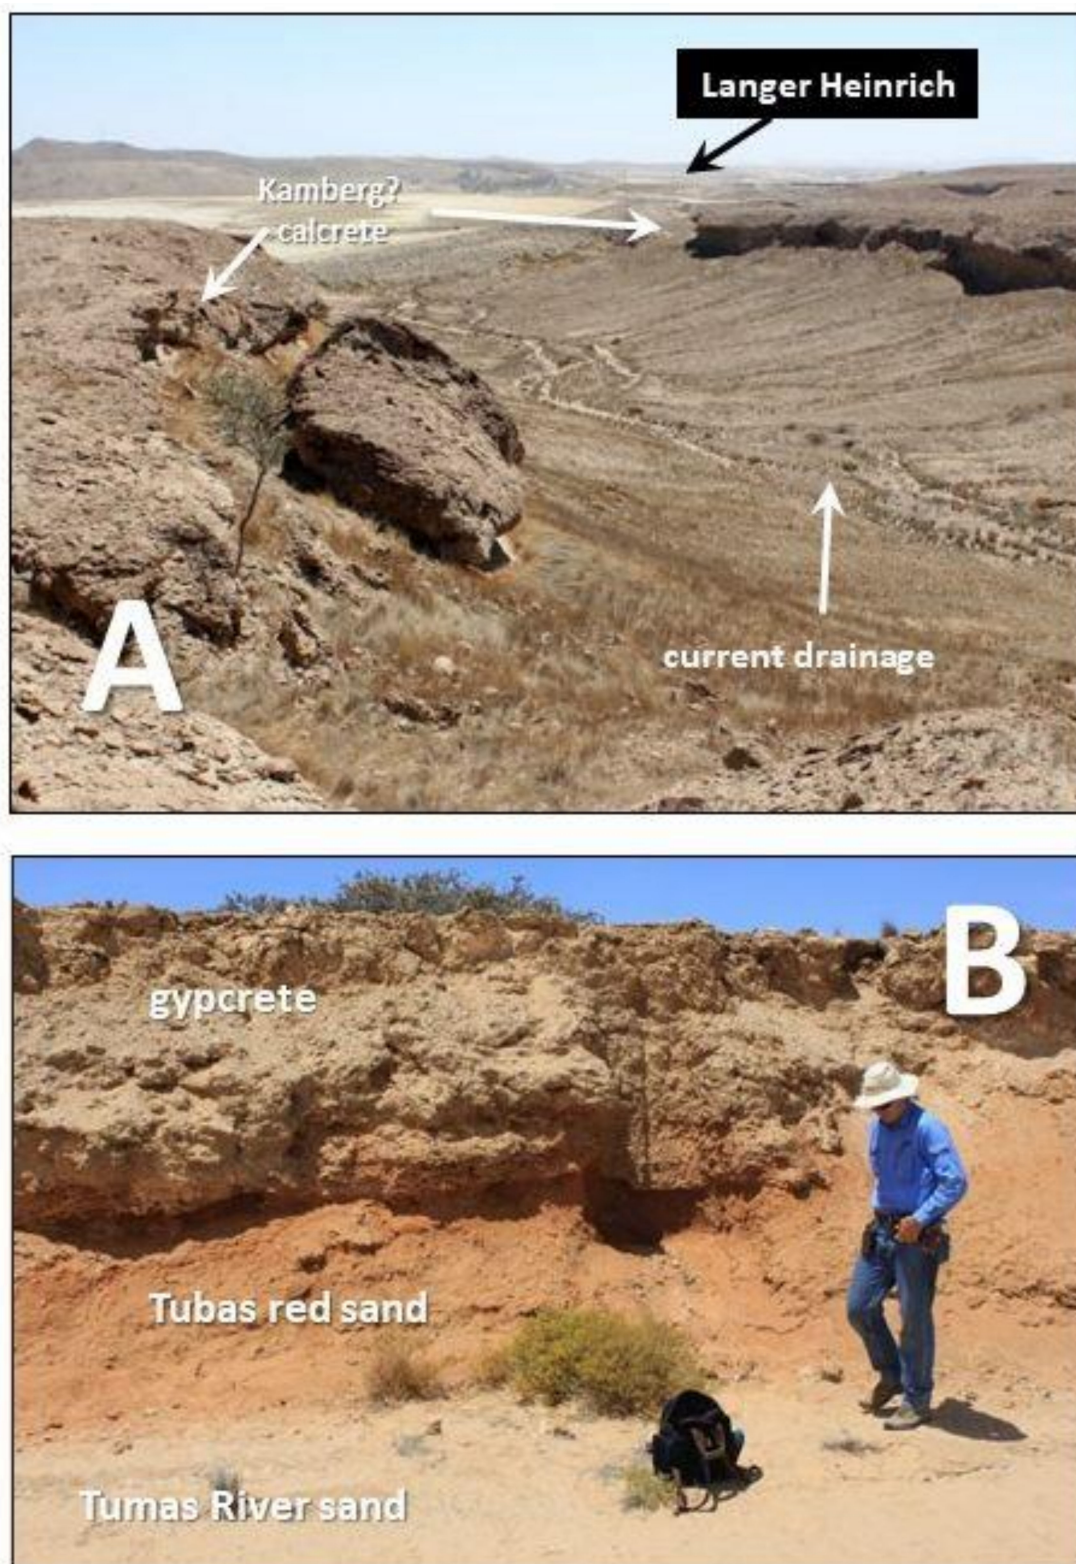 Langer Heinrich
Kamberg?
calcrete
current drainage
A
B
gypcrete
Tubas red sand
Tumas River sand